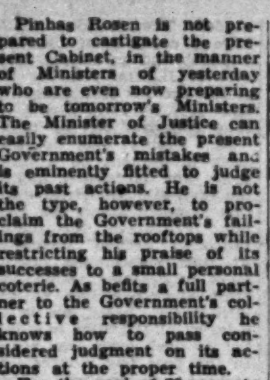 Pinhas Rosen is not pre-
pared to castigate the pre-
sent Cabinet, in the manner
of Ministers of yesterday
who are even now preparing
to be tomorrow's Ministers.
The Minister of Justice can
easily enumerate the present
Government's mistakes and
is eminently fitted to judge
its past actions. He is not
the type, however, to pro-
claim the Government's fail-
ings from the rooftops while
restricting his praise of its
successes to a small personal
coterie. As befits a full part-
ner to the Government's col-
lective responsibility he
knows how to pass con-
sidered judgment on its ac-
tions at the proper time.